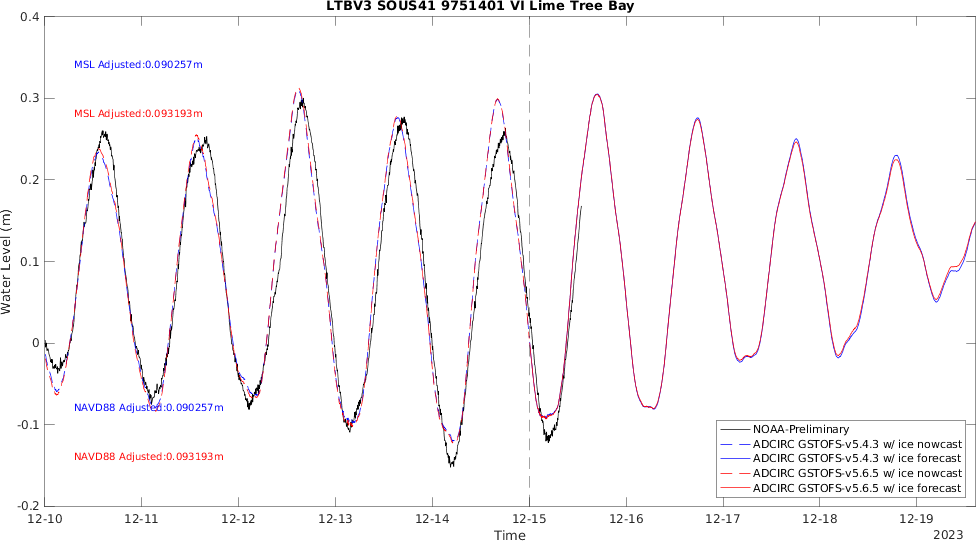 LTBV3 SOUS41 9751401 VI Lime Tree Bay
0.4
0.3
0.2
0.1
0
-0.1
-0.2
Water Level (m)
MSL Adjusted:0.090257m
MSL Adjusted:0.093193m
NAVD88 Adjusted:0.090257m
NAVD88 Adjusted:0.093193m
NOAA-Preliminary
ADCIRC GSTOFS-v5.4.3 w/ ice nowcast
ADCIRC GSTOFS-v5.4.3 w/ ice forecast
ADCIRC GSTOFS-v5.6.5 w/ ice nowcast
ADCIRC GSTOFS-v5.6.5 w/ ice forecast
12-10 12-11 12-12 12-13 12-14 12-15 12-16 12-17 12-18 12-19
Time
2023